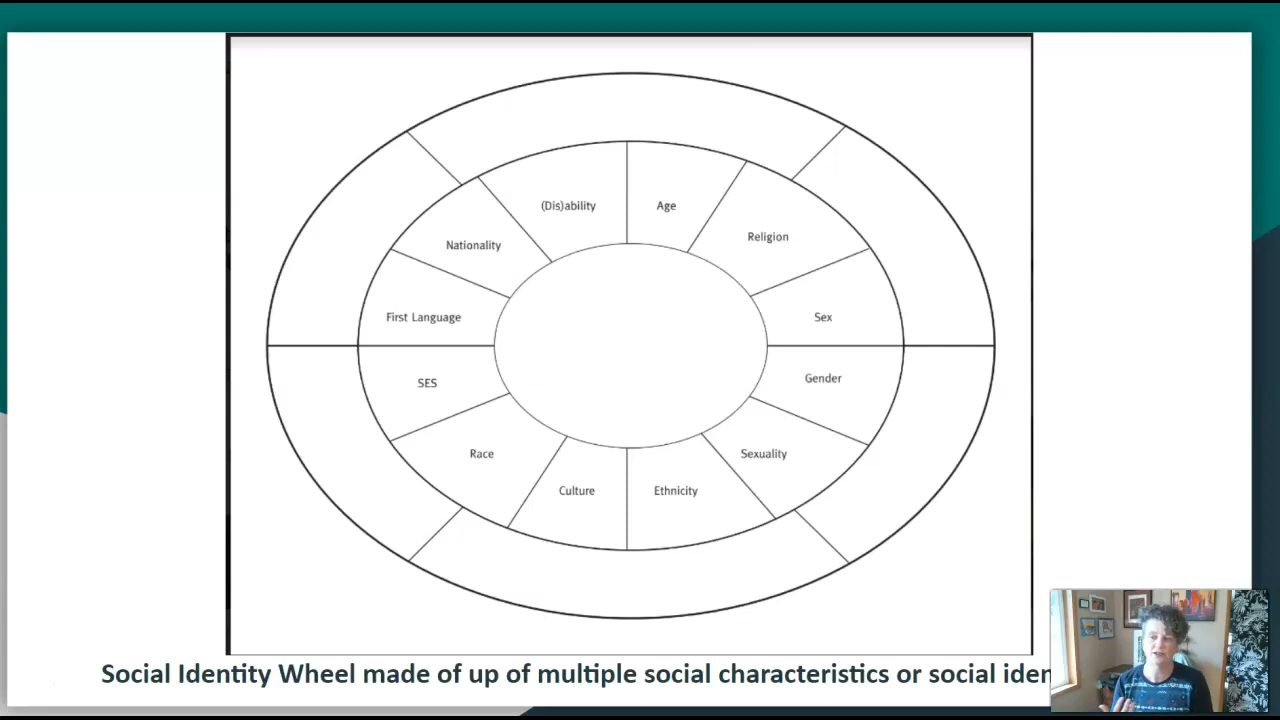 (Dis)ability
Age
Religion
Nationality
First Language
Sex
SES
Gender
Race
Sexuality
Culture
Ethnicity
Social Identity Wheel made of up of multiple social characteristics or social iden